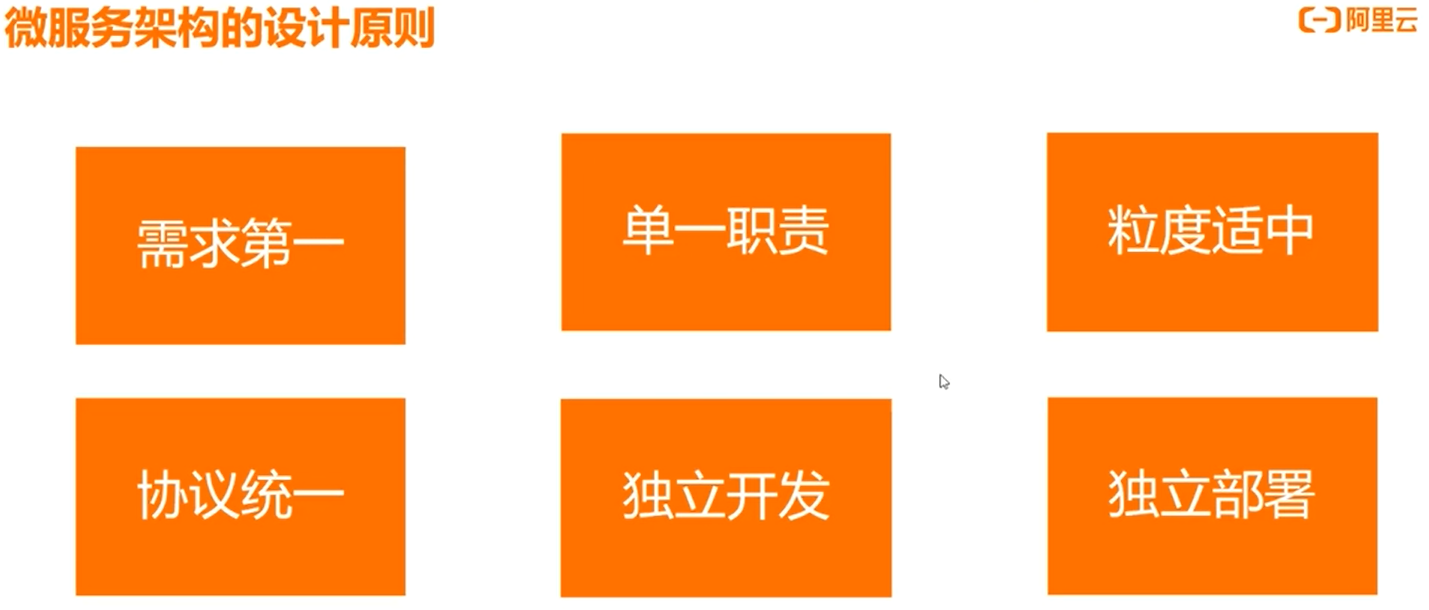 微服务架构的设计原则
阿里云
需求第一
单一职责
粒度适中
协议统一
独立开发
独立部署